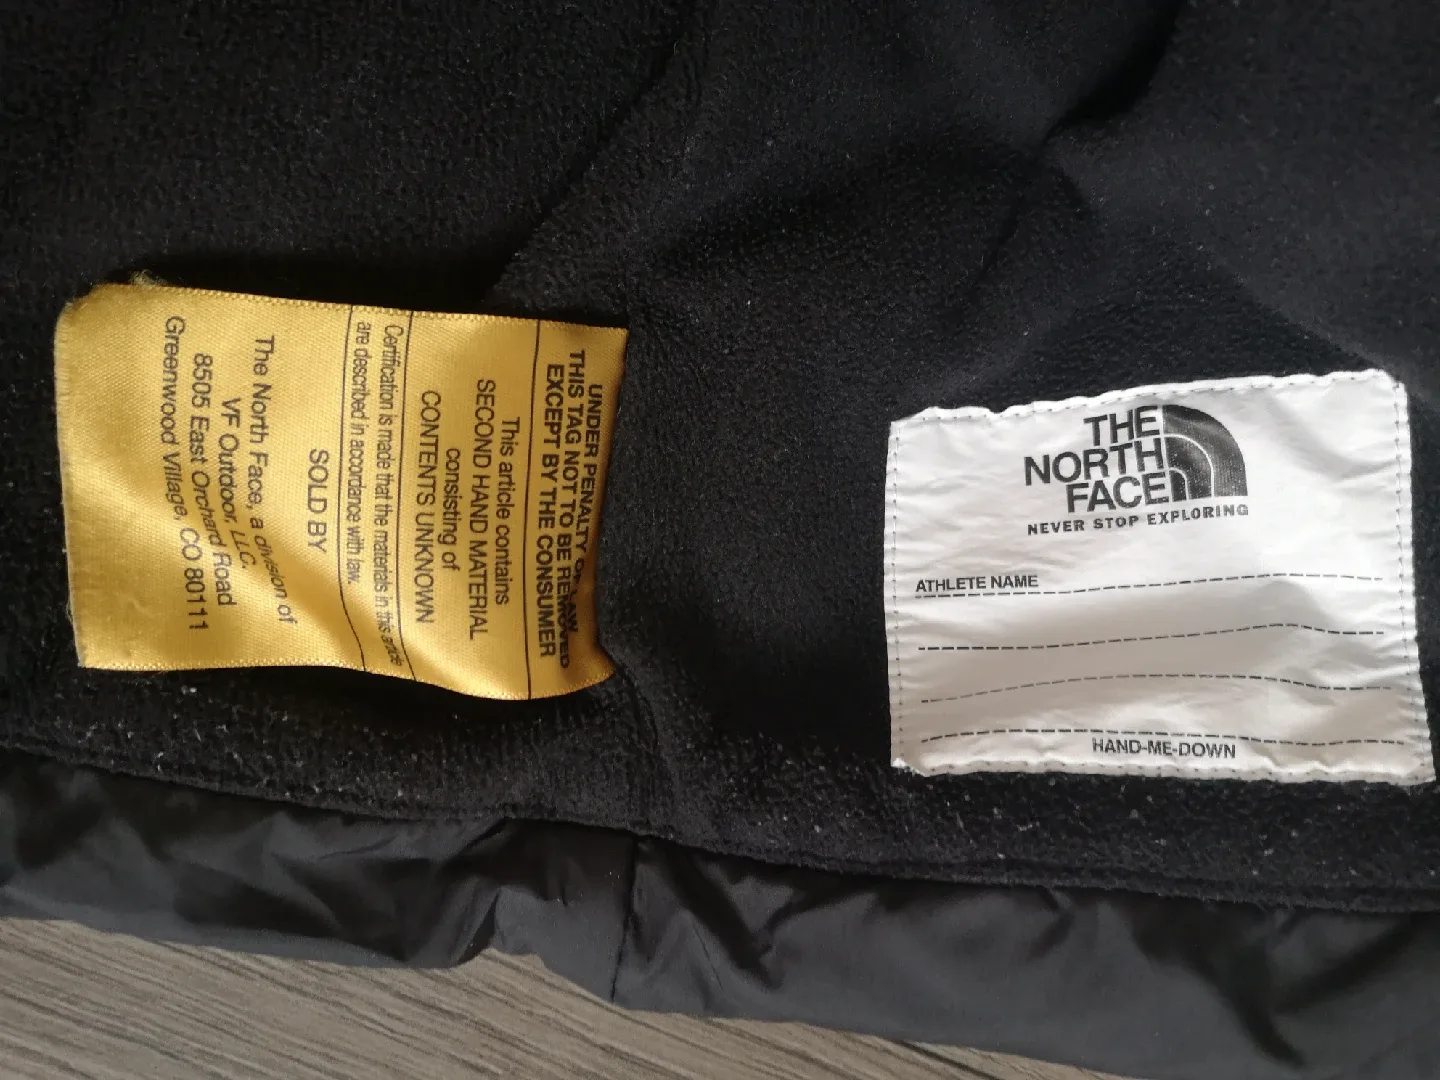 UNDER PENALTY OF LAW
THIS TAG NOT TO BE REMOVED
EXCEPT BY THE CONSUMER
This article contains
SECOND HAND MATERIAL
consisting of
CONTENTS UNKNOWN
Certification is made that the materials in this article
are described in accordance with law.
SOLD BY
The North Face, a division of
VF Outdoor, LLC.
8505 East Orchard Road
Greenwood Village, CO 80111
THE
NORTH
FACE
NEVER STOP EXPLORING
ATHLETE NAME
HAND-ME-DOWN